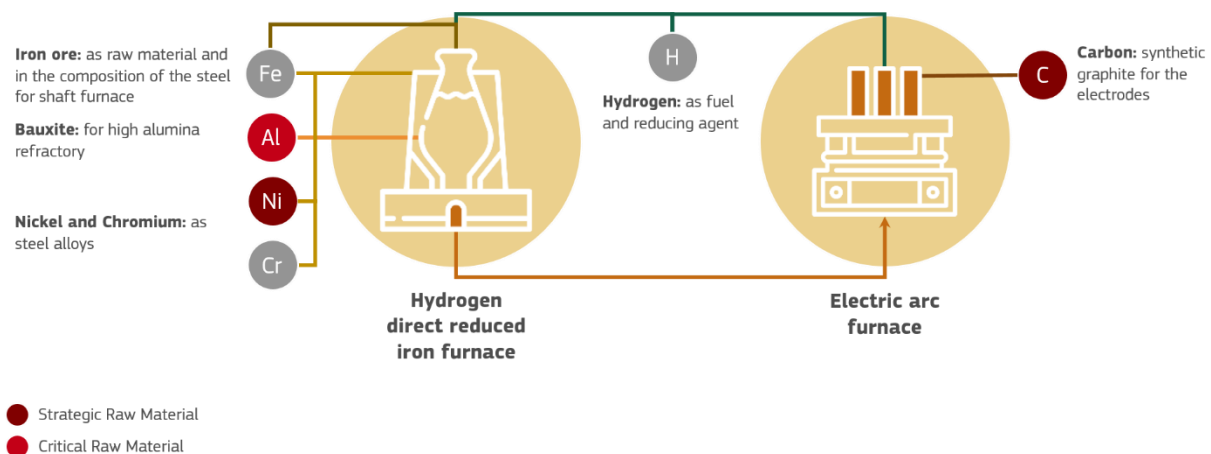 Iron ore: as raw material and
in the composition of the steel
for shaft furnace
Fe
Bauxite: for high alumina
refractory
Al
Ni
Nickel and Chromium: as
steel alloys
Cr
H
Hydrogen: as fuel
and reducing agent
C
Carbon: synthetic
graphite for the
electrodes
Hydrogen
direct reduced
iron furnace
Electric arc
furnace
Strategic Raw Material
Critical Raw Material